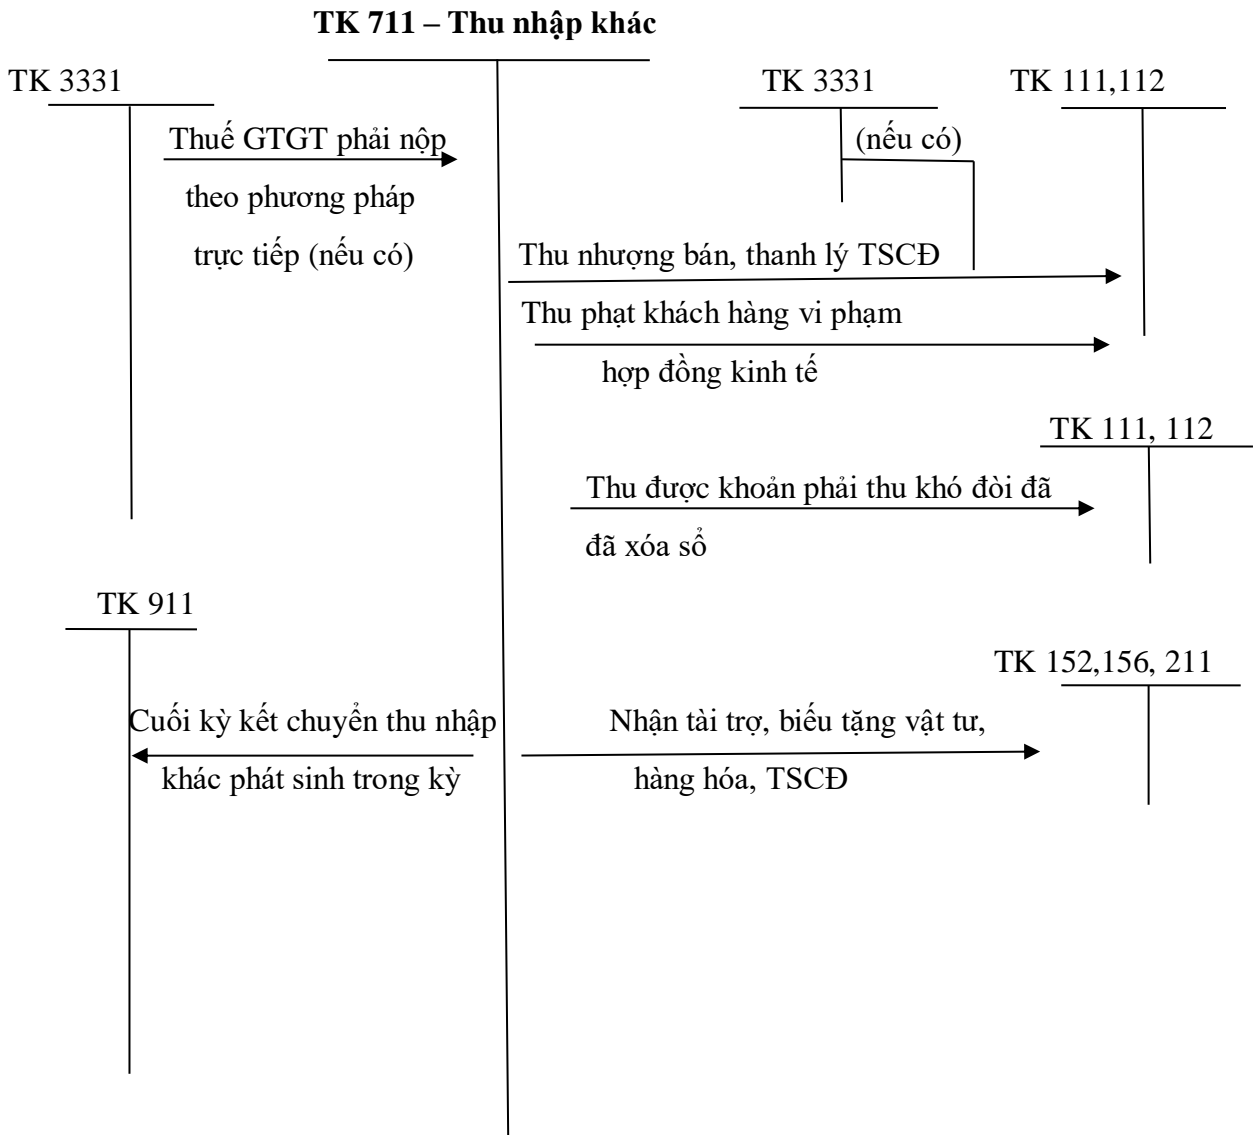 TK 711 – Thu nhập khác
TK 3331
TK 3331
TK 111,112
Thuế GTGT phải nộp
(nếu có)
theo phương pháp
trực tiếp (nếu có)
Thu nhượng bán, thanh lý TSCĐ
Thu phạt khách hàng vi phạm
hợp đồng kinh tế
TK 111, 112
Thu được khoản phải thu khó đòi đã
đã xóa sổ
TK 911
TK 152,156, 211
Cuối kỳ kết chuyển thu nhập
khác phát sinh trong kỳ
Nhận tài trợ, biếu tặng vật tư,
hàng hóa, TSCĐ